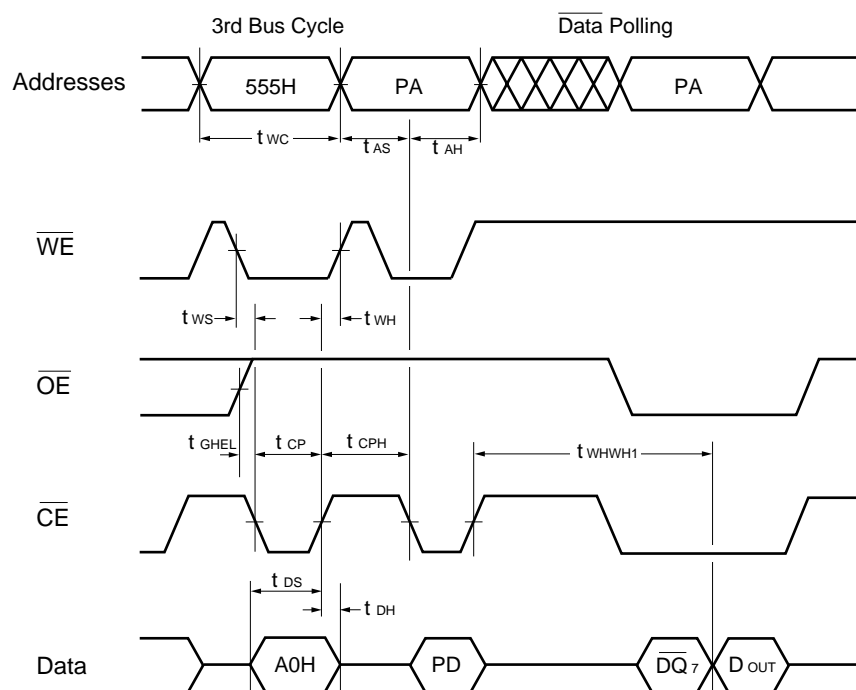 3rd Bus Cycle
Data Polling
Addresses
555H
PA
PA
t WC
t AS
t AH
WE
t WS
t WH
OE
t GHEL
t CP
t CPH
t WHWH1
CE
t DS
t DH
Data
A0H
PD
DQ 7
D OUT